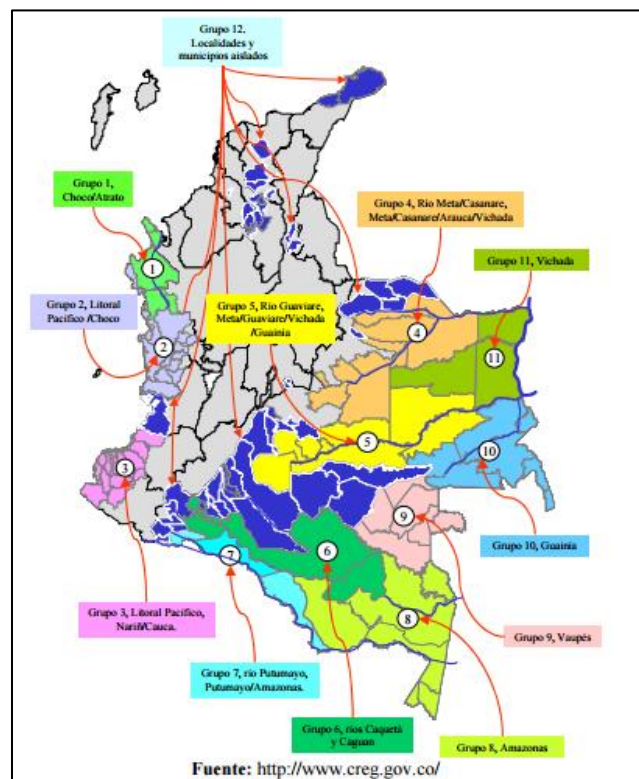 Grupo 12.
Localidades y
municipios aislados
Grupo 1,
Choco/Atrato
Grupo 4, Rio Meta/Casanare,
Meta/Casanare/Arauca/Vichada
Grupo 11, Vichada
Grupo 2, Litoral
Pacifico /Choco
Grupo 5, Rio Guaviare,
Meta/Guaviare/Vichada
/Guainia
1
2
3
4
5
6
7
8
9
10
11
Grupo 10, Guainia
Grupo 3, Litoral Pacifico,
Nariñ/Cauca.
Grupo 9, Vaupés
Grupo 7, río Putumayo,
Putumayo/Amazonas.
Grupo 6, ríos Caquetá
y Caguan
Grupo 8, Amazonas
Fuente: http://www.creg.gov.co/